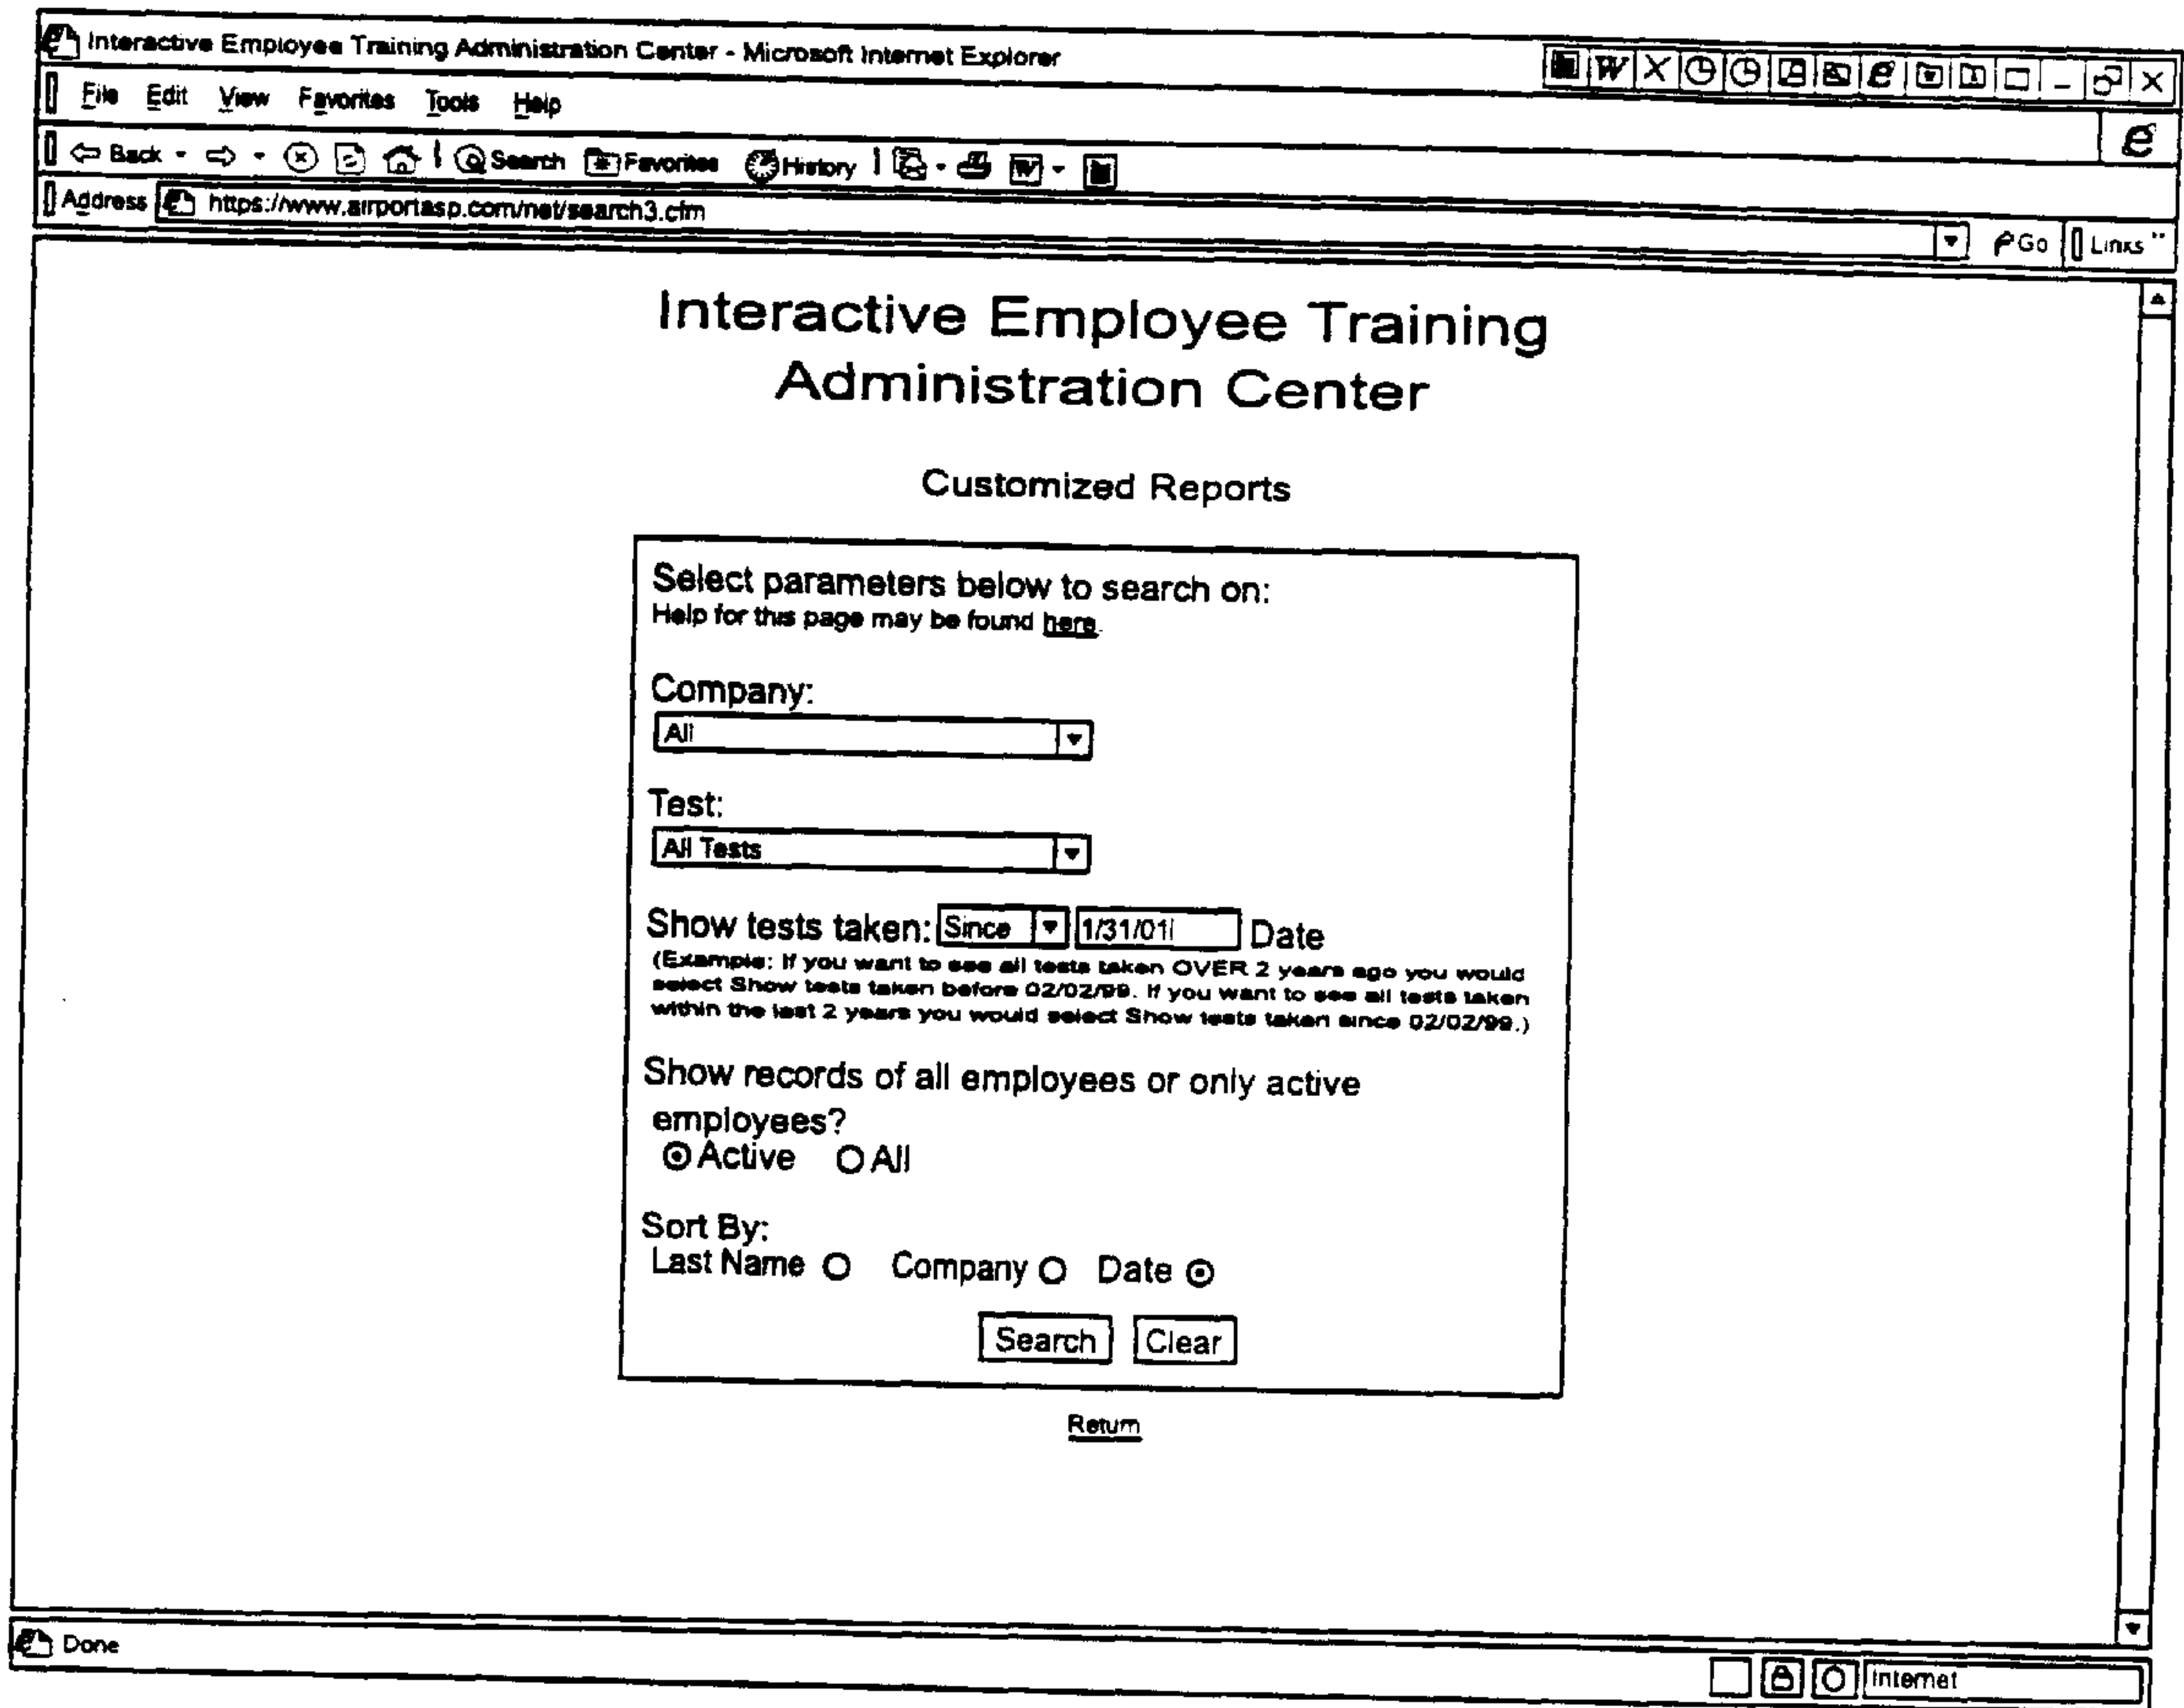 Interactive Employee Training Administration Center - Microsoft Internet Explorer
File Edit View Favorites Tools Help
Back Search Favorites History
Address https://www.airportasp.com/net/search3.cfm Go Links
Interactive Employee Training
Administration Center
Customized Reports
Select parameters below to search on:
Help for this page may be found here.
Company:
All
Test:
All Tests
Show tests taken: Since 1/31/01 Date
(Example: If you want to see all tests taken OVER 2 years ago you would
select Show tests taken before 02/02/99. If you want to see all tests taken
within the last 2 years you would select Show tests taken since 02/02/99.)
Show records of all employees or only active
employees?
Active All
Sort By:
Last Name Company Date
Search Clear
Return
Done
Internet